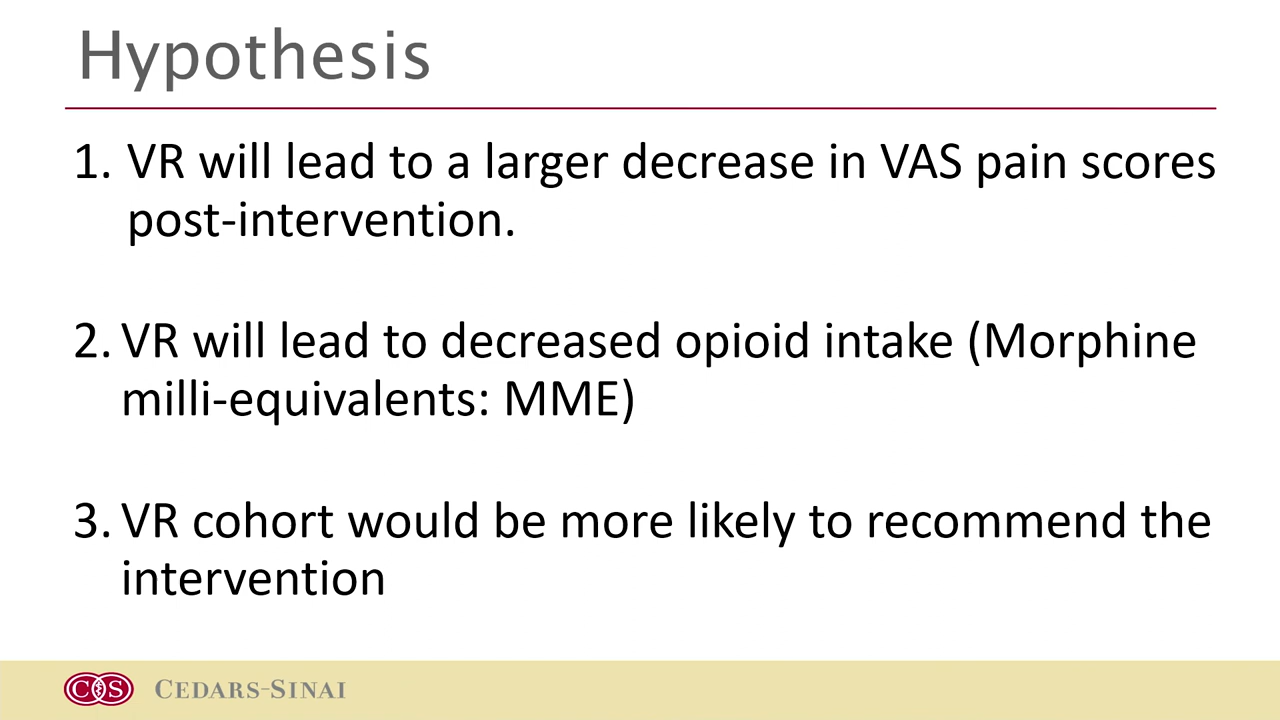 Hypothesis
1. VR will lead to a larger decrease in VAS pain scores
post-intervention.
2. VR will lead to decreased opioid intake (Morphine
milli-equivalents: MME)
3. VR cohort would be more likely to recommend the
intervention
CS CEDARS-SINAI